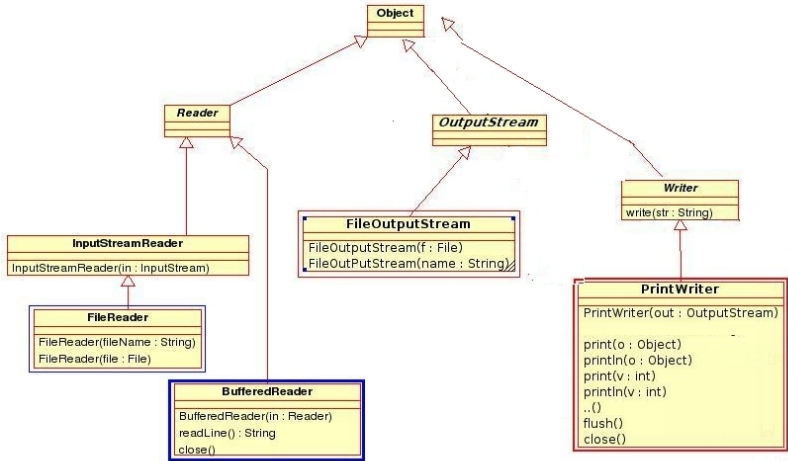 Object
Reader
OutputStream
Writer
write(str : String)
InputStreamReader
InputStreamReader(in : InputStream)
FileOutputStream
FileOutputStream(f : File)
FileOutPutStream(name : String)
FileReader
FileReader(fileName : String)
FileReader(file : File)
PrintWriter
PrintWriter(out : OutputStream)
print(o : Object)
println(o : Object)
print(v : int)
println(v : int)
..()
flush()
close()
BufferedReader
BufferedReader(in : Reader)
readLine() : String
close()